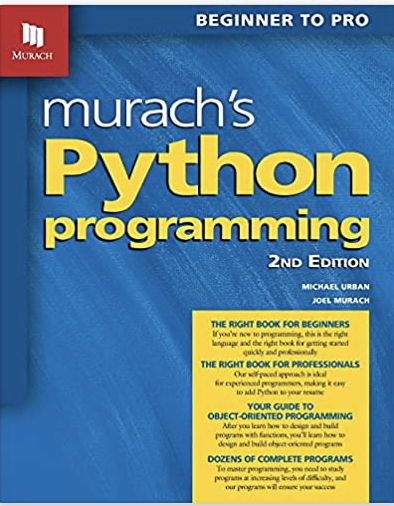 BEGINNER TO PRO
MURACH
murach's
Python
programming
2ND EDITION
MICHAEL URBAN
JOEL MURACH
THE RIGHT BOOK FOR BEGINNERS
If you're new to programming, this is the right
language and the right book for getting started
quickly and professionally
THE RIGHT BOOK FOR PROFESSIONALS
Our self-paced approach is ideal
for experienced programmers, making it easy
to add Python to your resume
YOUR GUIDE TO
OBJECT-ORIENTED PROGRAMMING
After you learn how to design and build
programs with functions, you'll learn how to
design and build object-oriented programs
DOZENS OF COMPLETE PROGRAMS
To master programming, you need to study
programs at increasing levels of difficulty, and
our programs will ensure your success